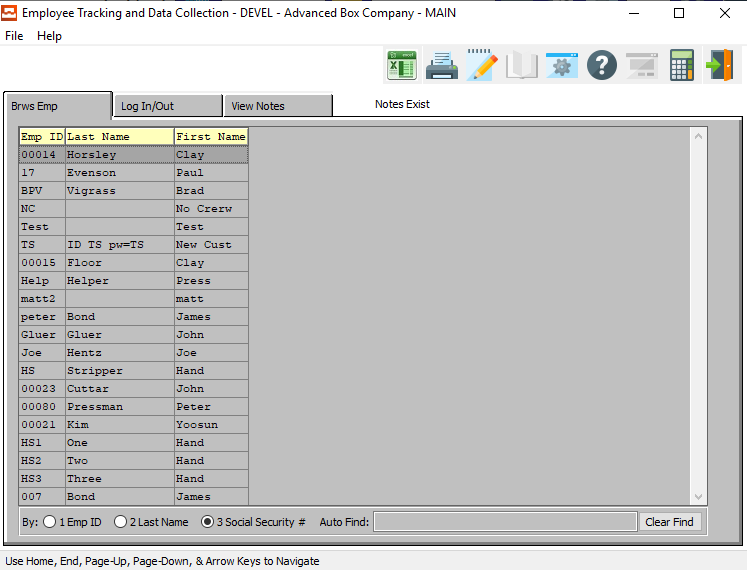 Employee Tracking and Data Collection - DEVEL - Advanced Box Company - MAIN
File Help
Brws Emp Log In/Out View Notes Notes Exist
Emp ID Last Name First Name
00014 Horsley Clay
17 Evenson Paul
BPV Vigrass Brad
NC No Crerw
Test Test
TS ID TS pw=TS New Cust
00015 Floor Clay
Help Helper Press
matt2 matt
peter Bond James
Gluer Gluer John
Joe Hentz Joe
HS Stripper Hand
00023 Cuttar John
00080 Pressman Peter
00021 Kim Yoosun
HS1 One Hand
HS2 Two Hand
HS3 Three Hand
007 Bond James
By: 1 Emp ID 2 Last Name 3 Social Security # Auto Find: Clear Find
Use Home, End, Page-Up, Page-Down, & Arrow Keys to Navigate